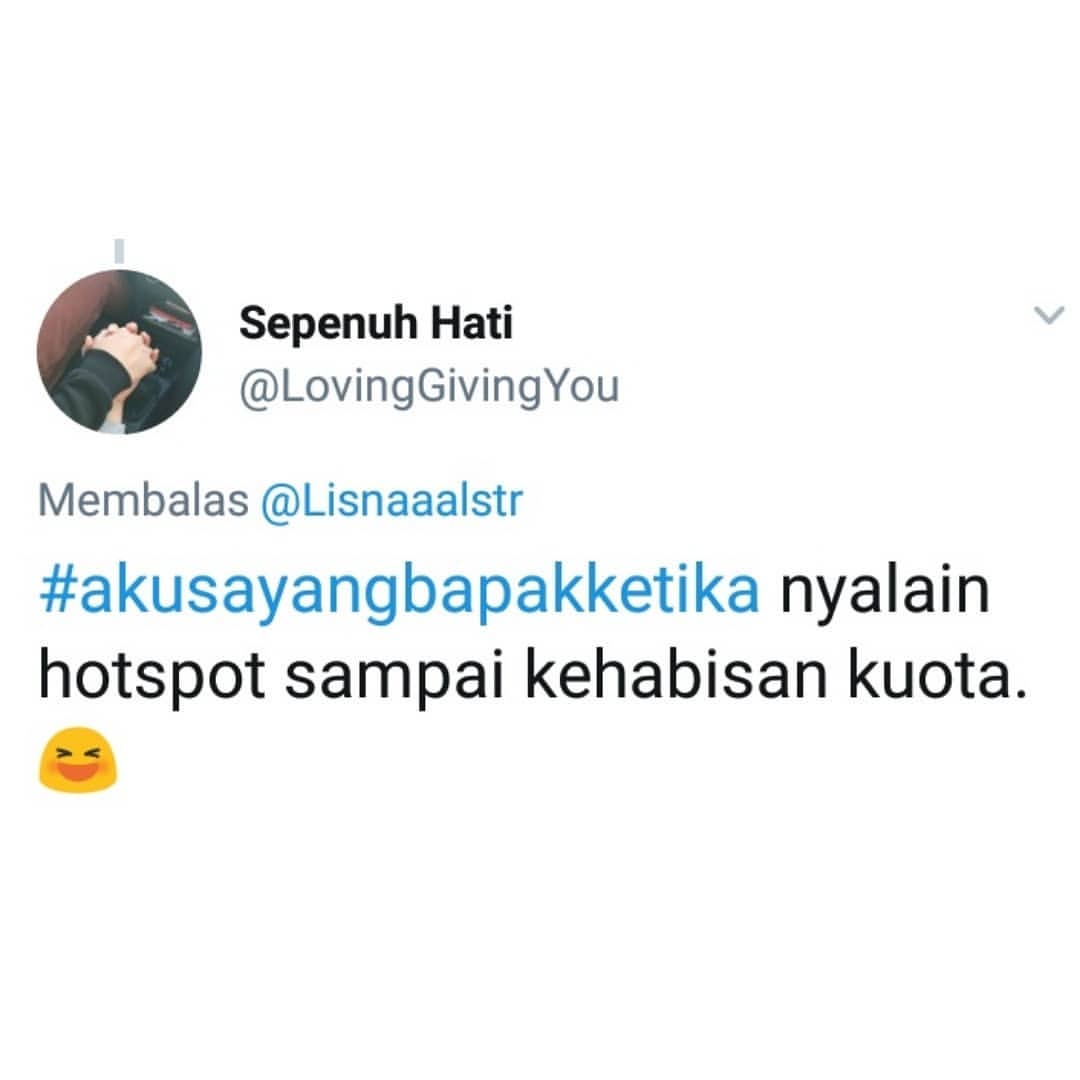 Sepenuh Hati
@LovingGivingYou
Membalas @Lisnaaalstr
#akusayangbapakketika nyalain
hotspot sampai kehabisan kuota.
😆